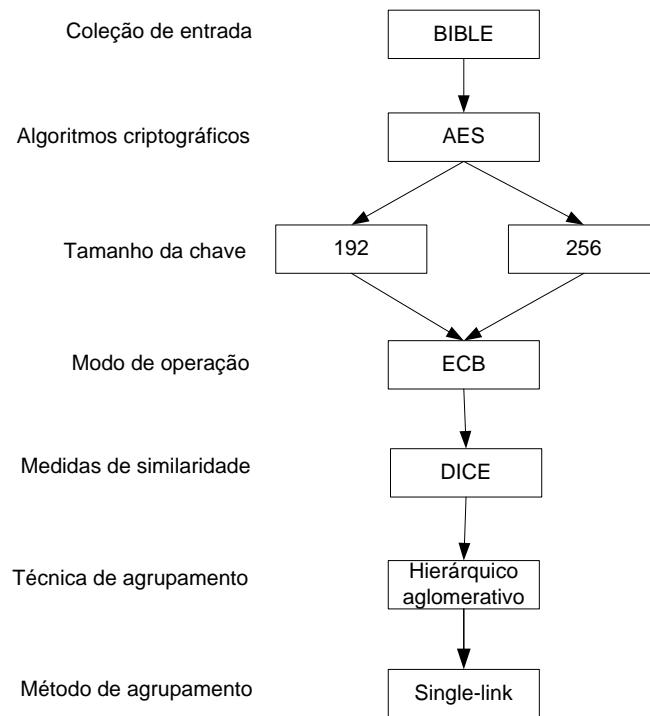 Coleção de entrada
BIBLE
Algoritmos criptográficos
AES
Tamanho da chave
192
256
Modo de operação
ECB
Medidas de similaridade
DICE
Técnica de agrupamento
Hierárquico
aglomerativo
Método de agrupamento
Single-link